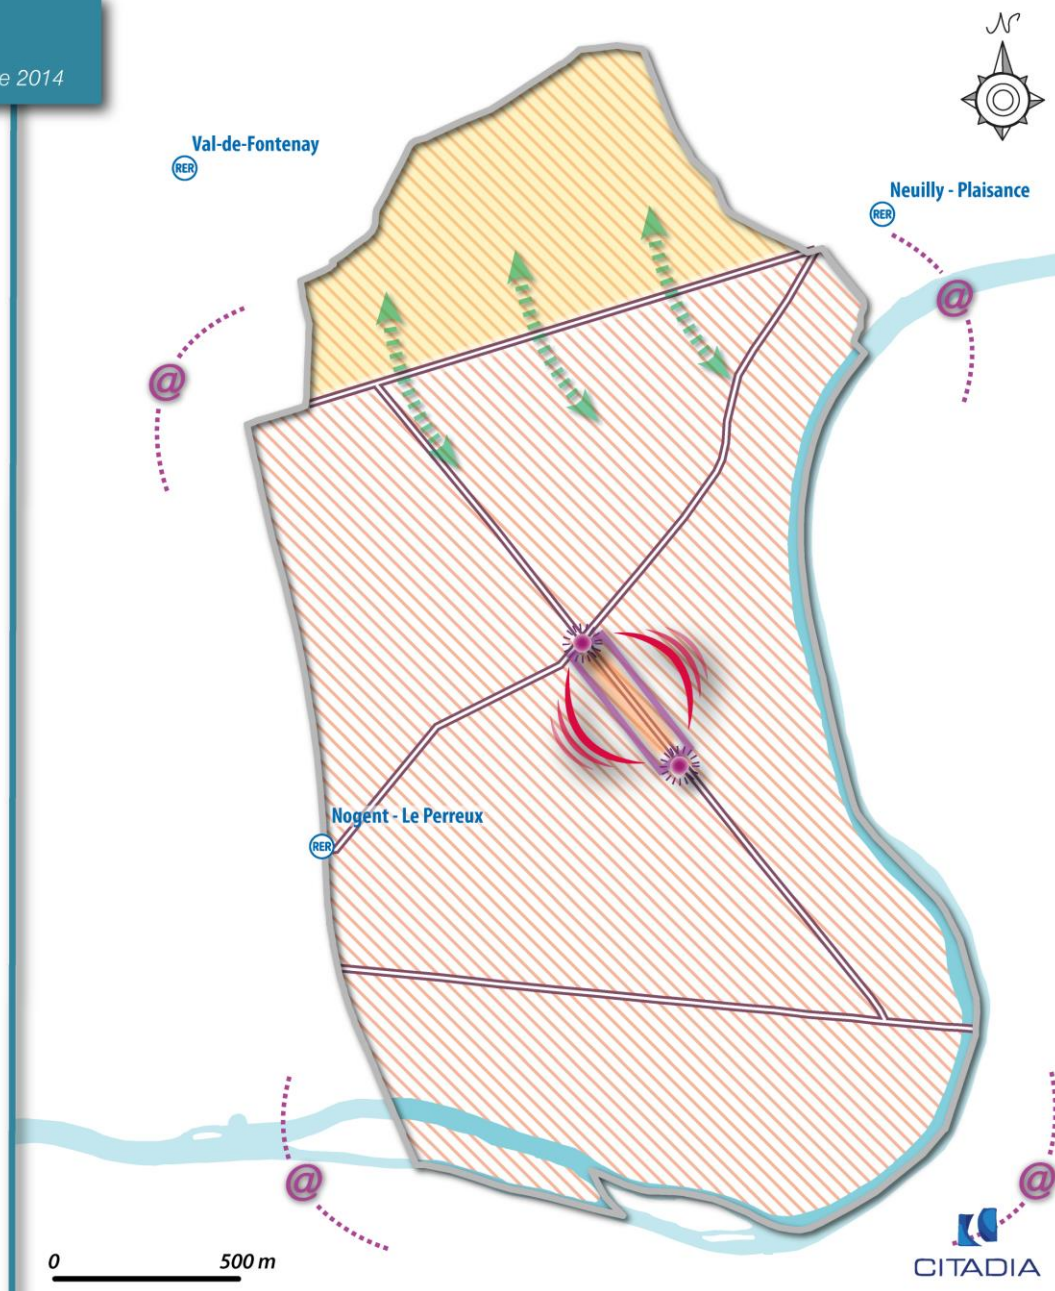 N
e 2014
Val-de-Fontenay
RER
Neuilly - Plaisance
RER
@
@
Nogent - Le Perreux
RER
@
@
0 500 m
CITADIA